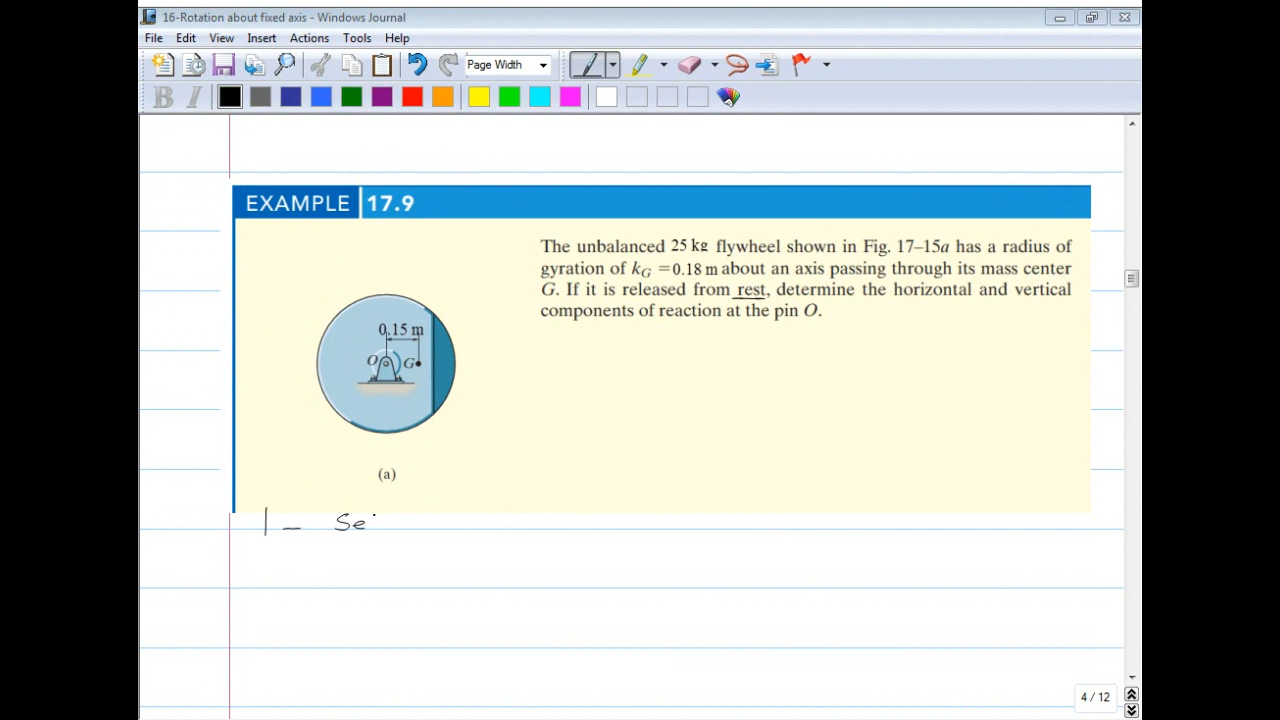 16-Rotation about fixed axis - Windows Journal
File Edit View Insert Actions Tools Help
Page Width
B I
EXAMPLE 17.9
The unbalanced 25 kg flywheel shown in Fig. 17–15a has a radius of
gyration of kG = 0.18 m about an axis passing through its mass center
G. If it is released from rest, determine the horizontal and vertical
components of reaction at the pin O.
0.15 m
O G
(a)
1 - Se
4 / 12